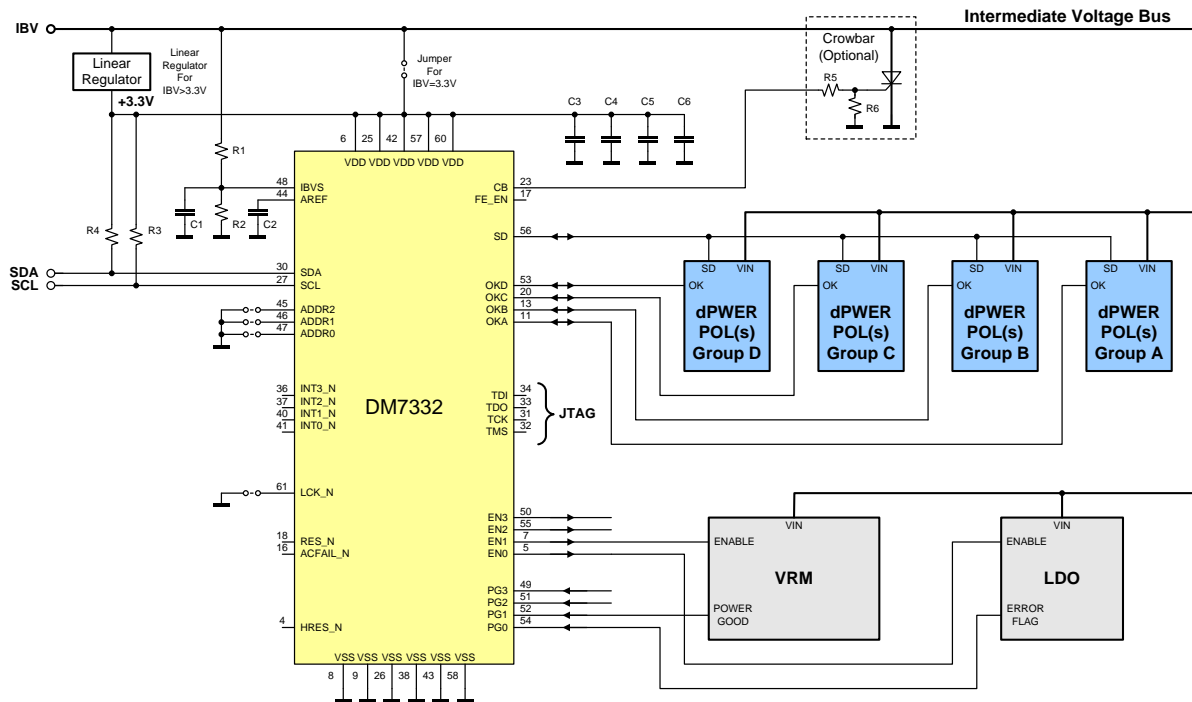 Intermediate Voltage Bus
IBV
Linear
Regulator
Linear
Regulator
For
IBV>3.3V
+3.3V
Jumper
For
IBV=3.3V
Crowbar
(Optional)
R5
R6
C3 C4 C5 C6
6 25 42 57 60
VDD VDD VDD VDD VDD
R1
R2
C1
C2
R4
R3
48 IBVS
44 AREF
SDA
SCL
30 SDA
27 SCL
45 ADDR2
46 ADDR1
47 ADDR0
36 INT3_N
37 INT2_N
40 INT1_N
41 INT0_N
61 LCK_N
18 RES_N
16 ACFAIL_N
4 HRES_N
DM7332
CB 23
FE_EN 17
SD 56
OKD 53
OKC 20
OKB 13
OKA 11
TDI 34
TDO 33
TCK 31
TMS 32
JTAG
EN3 50
EN2 55
EN1 7
EN0 5
PG3 49
PG2 51
PG1 52
PG0 54
VSS VSS VSS VSS VSS VSS
8 9 26 38 43 58
SD VIN
OK
dPWER
POL(s)
Group D
SD VIN
OK
dPWER
POL(s)
Group C
SD VIN
OK
dPWER
POL(s)
Group B
SD VIN
OK
dPWER
POL(s)
Group A
VIN
ENABLE
VRM
POWER
GOOD
VIN
ENABLE
LDO
ERROR
FLAG